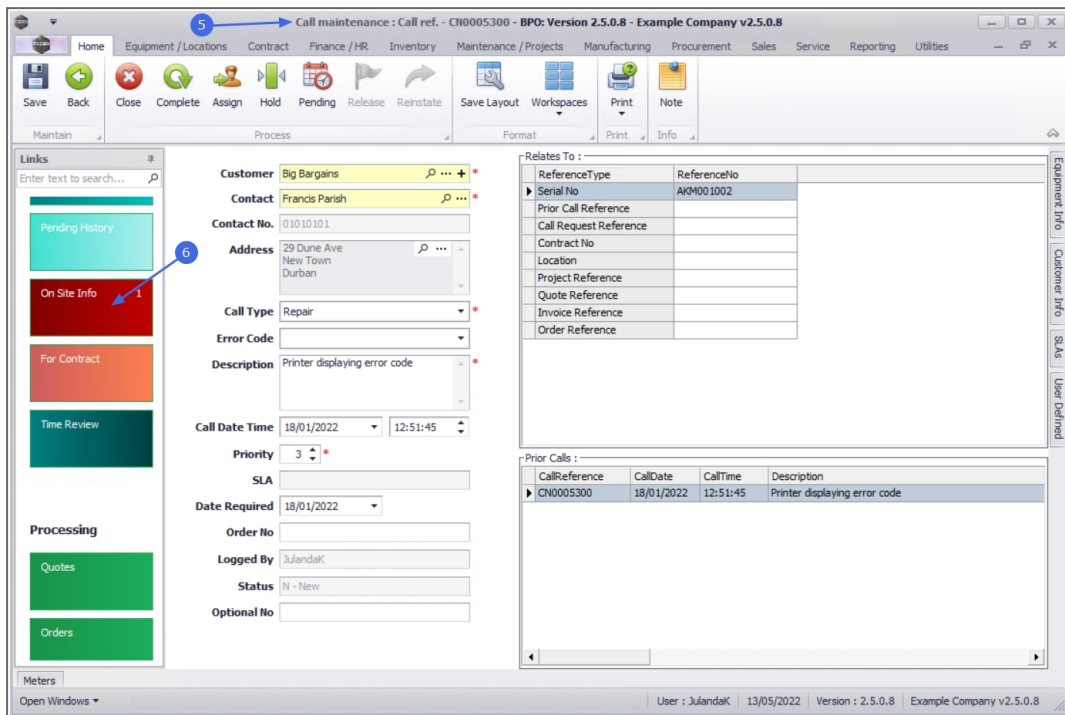 5
Call maintenance : Call ref. - CN0005300 - BPO: Version 2.5.0.8 - Example Company v2.5.0.8
Home Equipment / Locations Contract Finance / HR Inventory Maintenance / Projects Manufacturing Procurement Sales Service Reporting Utilities
Save Back Close Complete Assign Hold Pending Release Reinstate Save Layout Workspaces Print Note
Maintain Process Format Print Info
Links
Enter text to search...
Pending History
6
On Site Info 1
For Contract
Time Review
Processing
Quotes
Orders
Customer Big Bargains *
Contact Francis Parish *
Contact No. 01010101
Address 29 Dune Ave
New Town
Durban
Call Type Repair *
Error Code
Description Printer displaying error code *
Call Date Time 18/01/2022 12:51:45
Priority 3 *
SLA
Date Required 18/01/2022
Order No
Logged By JulandaK
Status N - New
Optional No
Relates To :
ReferenceType ReferenceNo
Serial No AKM001002
Prior Call Reference
Call Request Reference
Contract No
Location
Project Reference
Quote Reference
Invoice Reference
Order Reference
Prior Calls :
CallReference CallDate CallTime Description
CN0005300 18/01/2022 12:51:45 Printer displaying error code
Equipment Info
Customer Info
SLAs
User Defined
Meters
Open Windows User : JulandaK 13/05/2022 Version : 2.5.0.8 Example Company v2.5.0.8